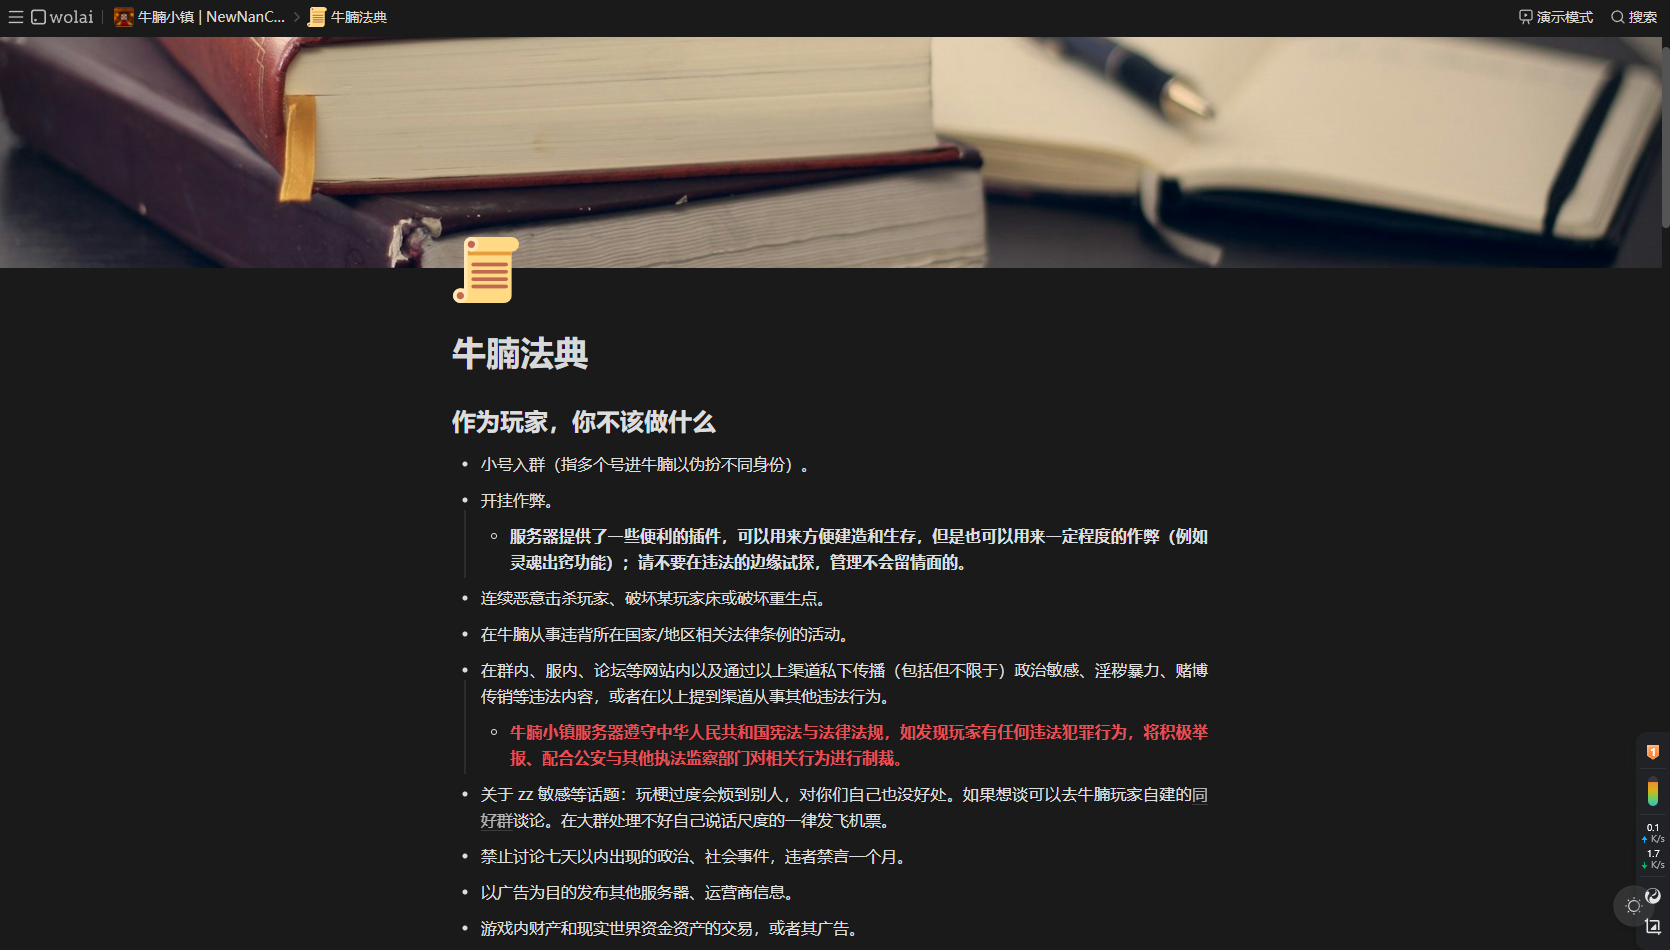 wolai
牛腩小镇 | NewNanC...
牛腩法典
演示模式
搜索
牛腩法典
作为玩家，你不该做什么
小号入群（指多个号进牛腩以伪扮不同身份）。
开挂作弊。
服务器提供了一些便利的插件，可以用来方便建造和生存，但是也可以用来一定程度的作弊（例如
灵魂出窍功能）；请不要在违法的边缘试探，管理不会留情面的。
连续恶意击杀玩家、破坏某玩家床或破坏重生点。
在牛腩从事违背所在国家/地区相关法律条例的活动。
在群内、服内、论坛等网站内以及通过以上渠道私下传播（包括但不限于）政治敏感、淫秽暴力、赌博
传销等违法内容，或者在以上提到渠道从事其他违法行为。
牛腩小镇服务器遵守中华人民共和国宪法与法律法规，如发现玩家有任何违法犯罪行为，将积极举
报、配合公安与其他执法监察部门对相关行为进行制裁。
关于 zz 敏感等话题：玩梗过度会烦到别人，对你们自己也没好处。如果想谈可以去牛腩玩家自建的同
好群谈论。在大群处理不好自己说话尺度的一律发飞机票。
禁止讨论七天以内出现的政治、社会事件，违者禁言一个月。
以广告为目的发布其他服务器、运营商信息。
游戏内财产和现实世界资金资产的交易，或者其广告。
1
0.1
K/s
1.7
K/s